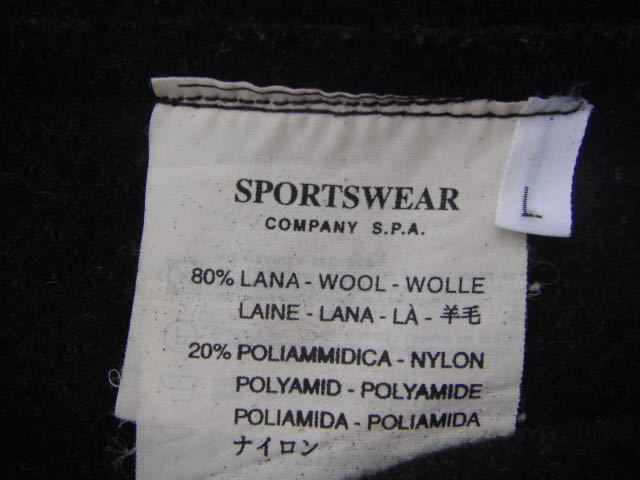 SPORTSWEAR
COMPANY S.P.A.
80% LANA - WOOL - WOLLE
LAINE - LANA - LÀ - 羊毛
20% POLIAMMIDICA - NYLON
POLYAMID - POLYAMIDE
POLIAMIDA - POLIAMIDA
ナイロン
L